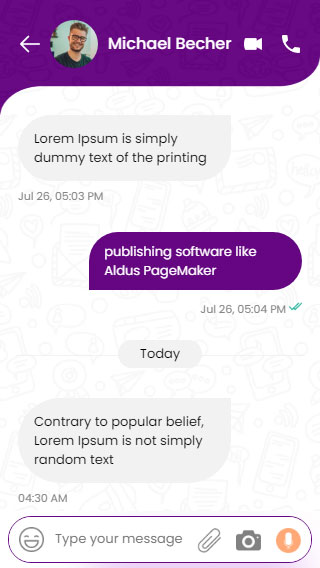 Michael Becher
Lorem Ipsum is simply
dummy text of the printing
Jul 26, 05:03 PM
publishing software like
Aldus PageMaker
Jul 26, 05:04 PM
Today
Contrary to popular belief,
Lorem Ipsum is not simply
random text
04:30 AM
Type your message